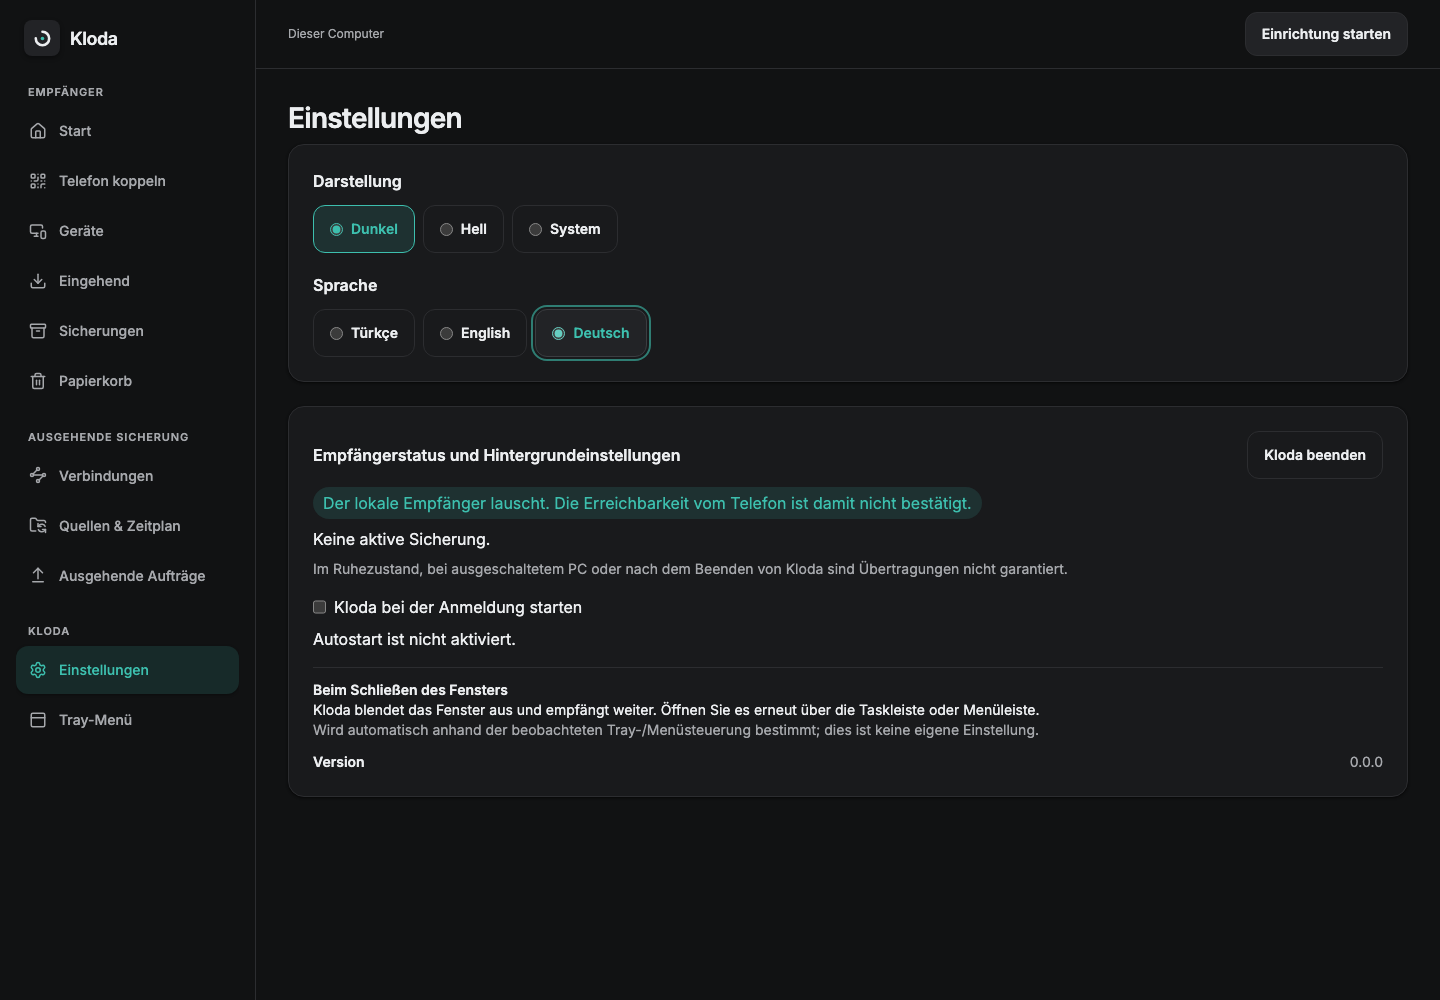 Kloda
EMPFÄNGER
Start
Telefon koppeln
Geräte
Eingehend
Sicherungen
Papierkorb
AUSGEHENDE SICHERUNG
Verbindungen
Quellen & Zeitplan
Ausgehende Aufträge
KLODA
Einstellungen
Tray-Menü
Dieser Computer
Einrichtung starten
Einstellungen
Darstellung
Dunkel
Hell
System
Sprache
Türkçe
English
Deutsch
Empfängerstatus und Hintergrundeinstellungen
Kloda beenden
Der lokale Empfänger lauscht. Die Erreichbarkeit vom Telefon ist damit nicht bestätigt.
Keine aktive Sicherung.
Im Ruhezustand, bei ausgeschaltetem PC oder nach dem Beenden von Kloda sind Übertragungen nicht garantiert.
Kloda bei der Anmeldung starten
Autostart ist nicht aktiviert.
Beim Schließen des Fensters
Kloda blendet das Fenster aus und empfängt weiter. Öffnen Sie es erneut über die Taskleiste oder Menüleiste.
Wird automatisch anhand der beobachteten Tray-/Menüsteuerung bestimmt; dies ist keine eigene Einstellung.
Version
0.0.0